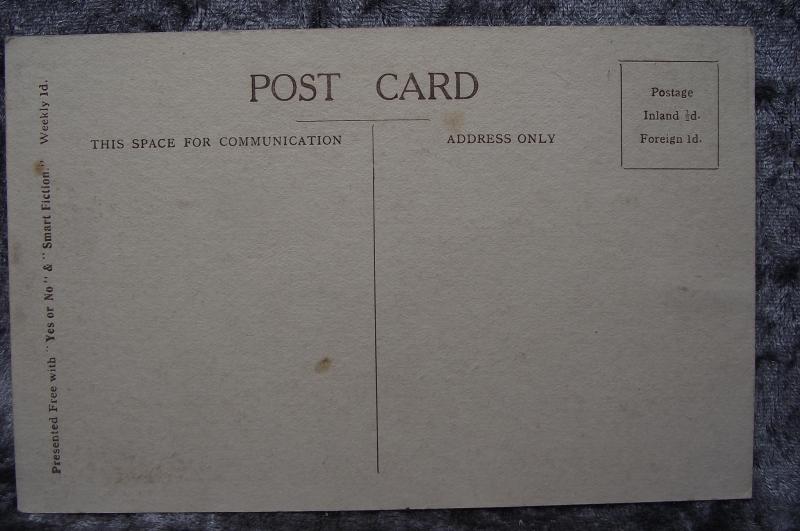 POST CARD
THIS SPACE FOR COMMUNICATION
ADDRESS ONLY
Postage
Inland ½d.
Foreign 1d.
Presented Free with "Yes or No" & "Smart Fiction." Weekly 1d.